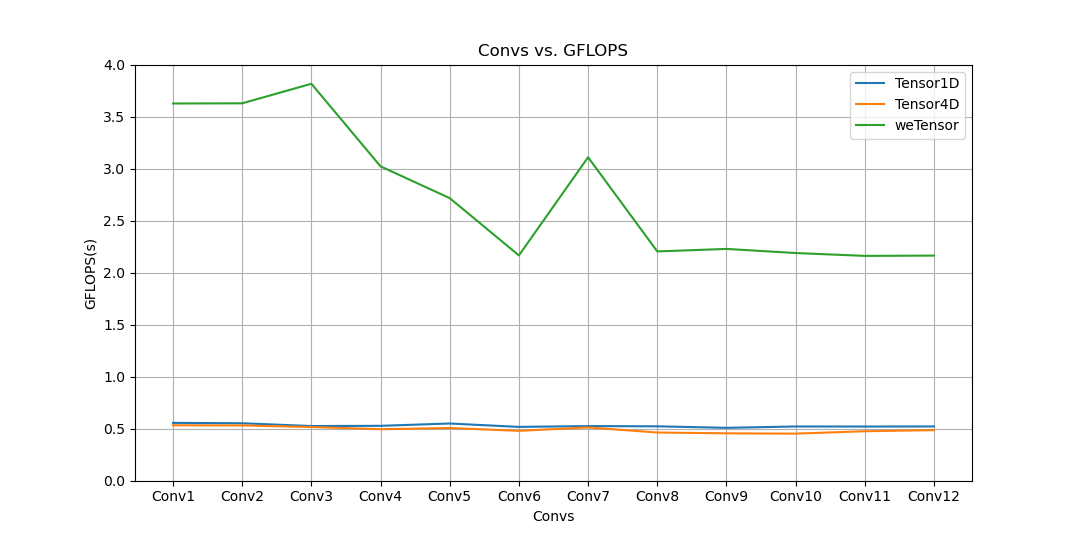 Convs vs. GFLOPS
4.0
3.5
3.0
2.5
2.0
1.5
1.0
0.5
0.0
GFLOPS(s)
Tensor1D
Tensor4D
weTensor
Conv1 Conv2 Conv3 Conv4 Conv5 Conv6 Conv7 Conv8 Conv9 Conv10 Conv11 Conv12
Convs